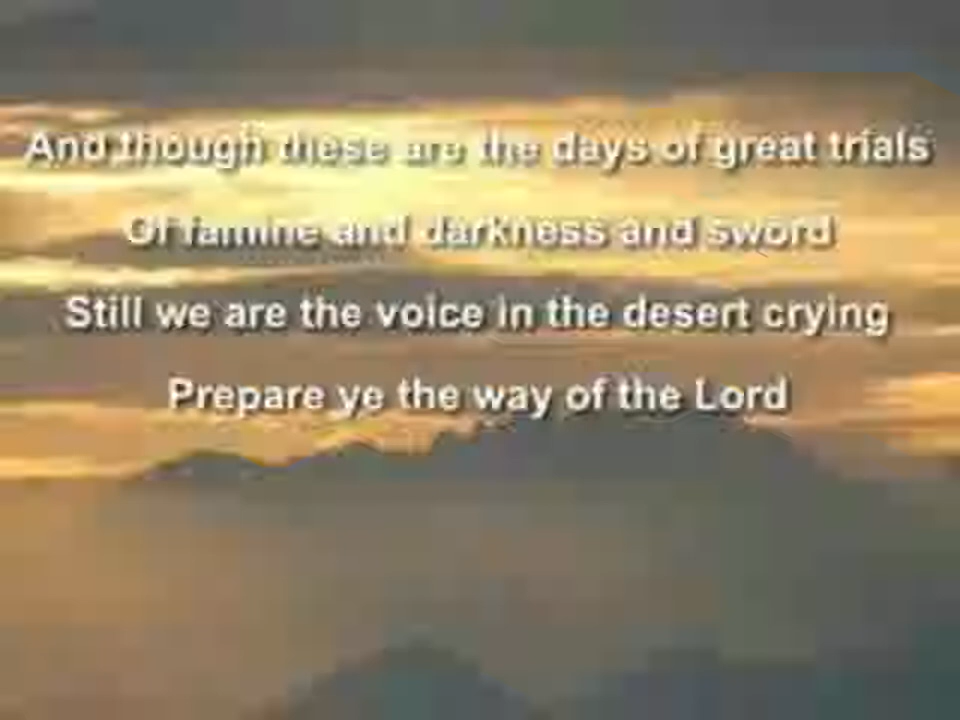 And though these are the days of great trials
Of famine and darkness and sword
Still we are the voice in the desert crying
Prepare ye the way of the Lord